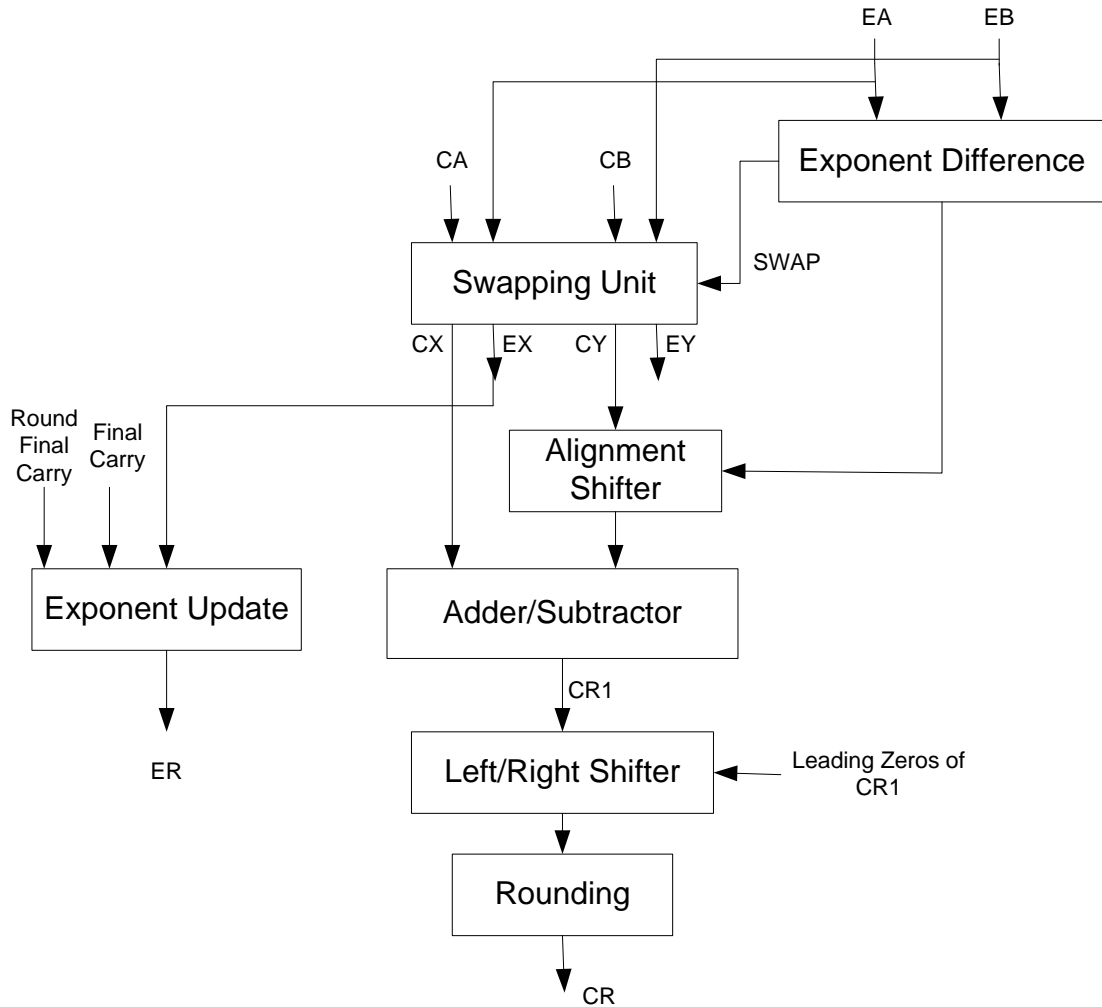 EA
EB
Exponent Difference
CA
CB
SWAP
Swapping Unit
CX
EX
CY
EY
Round
Final
Carry
Final
Carry
Alignment
Shifter
Exponent Update
Adder/Subtractor
CR1
ER
Left/Right Shifter
Leading Zeros of
CR1
Rounding
CR